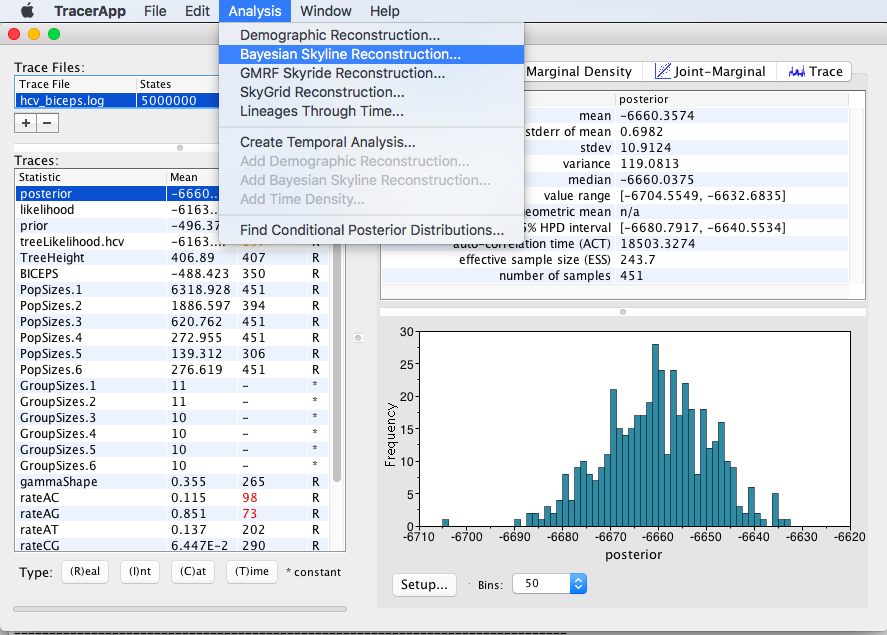 TracerApp File Edit Analysis Window Help
Demographic Reconstruction...
Bayesian Skyline Reconstruction...
GMRF Skyride Reconstruction...
SkyGrid Reconstruction...
Lineages Through Time...
Create Temporal Analysis...
Add Demographic Reconstruction...
Add Bayesian Skyline Reconstruction...
Add Time Density...
Find Conditional Posterior Distributions...
Trace Files:
Trace File States
hcv_biceps.log 5000000
+ −
Traces:
Statistic Mean
posterior -6660...
likelihood -6163...
prior -496.37
treeLikelihood.hcv -6163... R
TreeHeight 406.89 407 R
BICEPS -488.423 350 R
PopSizes.1 6318.928 451 R
PopSizes.2 1886.597 394 R
PopSizes.3 620.762 451 R
PopSizes.4 272.955 451 R
PopSizes.5 139.312 306 R
PopSizes.6 276.619 451 R
GroupSizes.1 11 - *
GroupSizes.2 11 - *
GroupSizes.3 10 - *
GroupSizes.4 10 - *
GroupSizes.5 10 - *
GroupSizes.6 10 - *
gammaShape 0.355 265 R
rateAC 0.115 98 R
rateAG 0.851 73 R
rateAT 0.137 202 R
rateCG 6.447E-2 290 R
Type: (R)eal (I)nt (C)at (T)ime * constant
Marginal Density Joint-Marginal Trace
posterior
mean -6660.3574
stderr of mean 0.6982
stdev 10.9124
variance 119.0813
median -6660.0375
value range [-6704.5549, -6632.6835]
eometric mean n/a
5% HPD interval [-6680.7917, -6640.5534]
auto-correlation time (ACT) 18503.3274
effective sample size (ESS) 243.7
number of samples 451
30
25
20
15
10
5
0
Frequency
-6710 -6700 -6690 -6680 -6670 -6660 -6650 -6640 -6630 -6620
posterior
Setup... Bins: 50